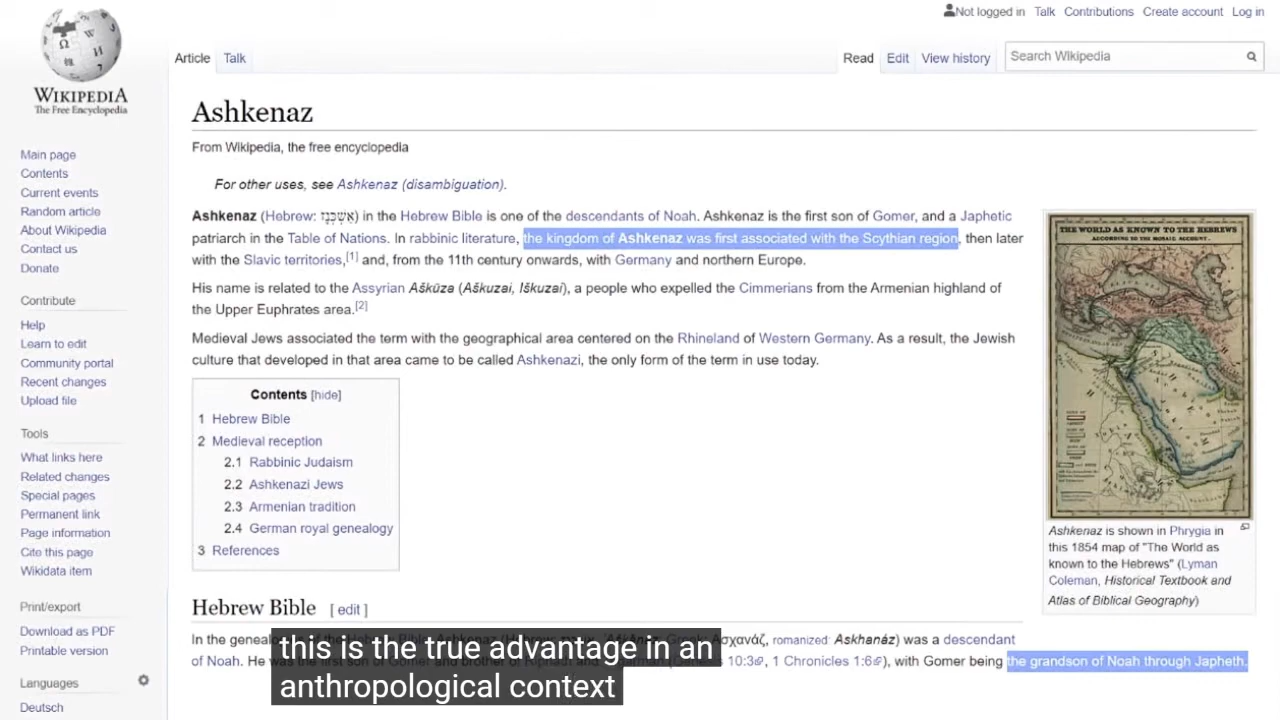 Not logged in Talk Contributions Create account Log in
WIKIPEDIA
The Free Encyclopedia
Article Talk
Read Edit View history
Search Wikipedia
Main page
Contents
Current events
Random article
About Wikipedia
Contact us
Donate
Contribute
Help
Learn to edit
Community portal
Recent changes
Upload file
Tools
What links here
Related changes
Special pages
Permanent link
Page information
Cite this page
Wikidata item
Print/export
Download as PDF
Printable version
Languages
Deutsch
Ashkenaz
From Wikipedia, the free encyclopedia
For other uses, see Ashkenaz (disambiguation).
Ashkenaz (Hebrew: אַשְׁכְּנַז) in the Hebrew Bible is one of the descendants of Noah. Ashkenaz is the first son of Gomer, and a Japhetic
patriarch in the Table of Nations. In rabbinic literature, the kingdom of Ashkenaz was first associated with the Scythian region, then later
with the Slavic territories,[1] and, from the 11th century onwards, with Germany and northern Europe.
His name is related to the Assyrian Aškūza (Aškuzai, Iškuzai), a people who expelled the Cimmerians from the Armenian highland of
the Upper Euphrates area.[2]
Medieval Jews associated the term with the geographical area centered on the Rhineland of Western Germany. As a result, the Jewish
culture that developed in that area came to be called Ashkenazi, the only form of the term in use today.
Contents [hide]
1 Hebrew Bible
2 Medieval reception
2.1 Rabbinic Judaism
2.2 Ashkenazi Jews
2.3 Armenian tradition
2.4 German royal genealogy
3 References
THE WORLD AS KNOWN TO THE HEBREWS
ACCORDING TO THE MOSAIC ACCOUNT.
Ashkenaz is shown in Phrygia in
this 1854 map of "The World as
known to the Hebrews" (Lyman
Coleman, Historical Textbook and
Atlas of Biblical Geography)
Hebrew Bible [ edit ]
In the Ασχανάζ, romanized: Askhanáz) was a descendant
of Noah. 10:3, 1 Chronicles 1:6), with Gomer being the grandson of Noah through Japheth.
this is the true advantage in an
anthropological context